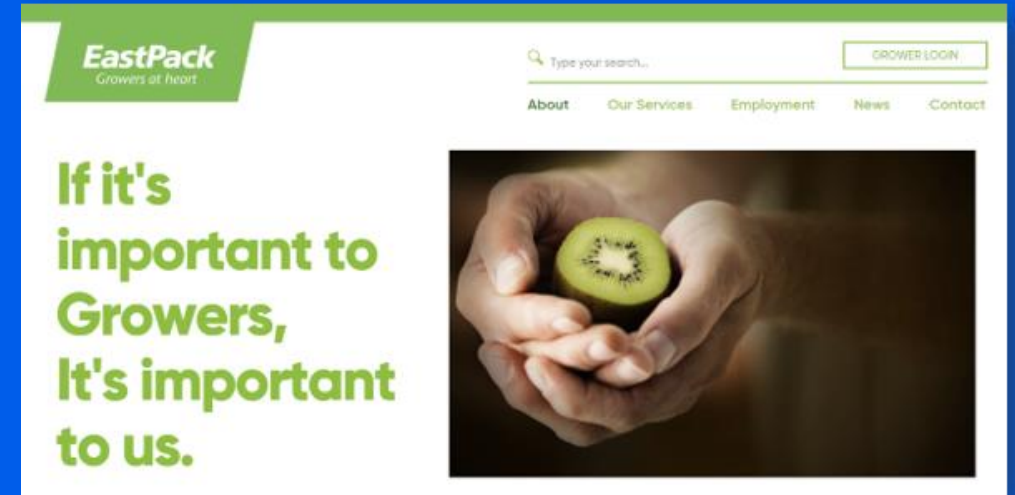 EastPack
Growers at heart
Type your search...
GROWER LOGIN
About Our Services Employment News Contact
If it's
important to
Growers,
It's important
to us.